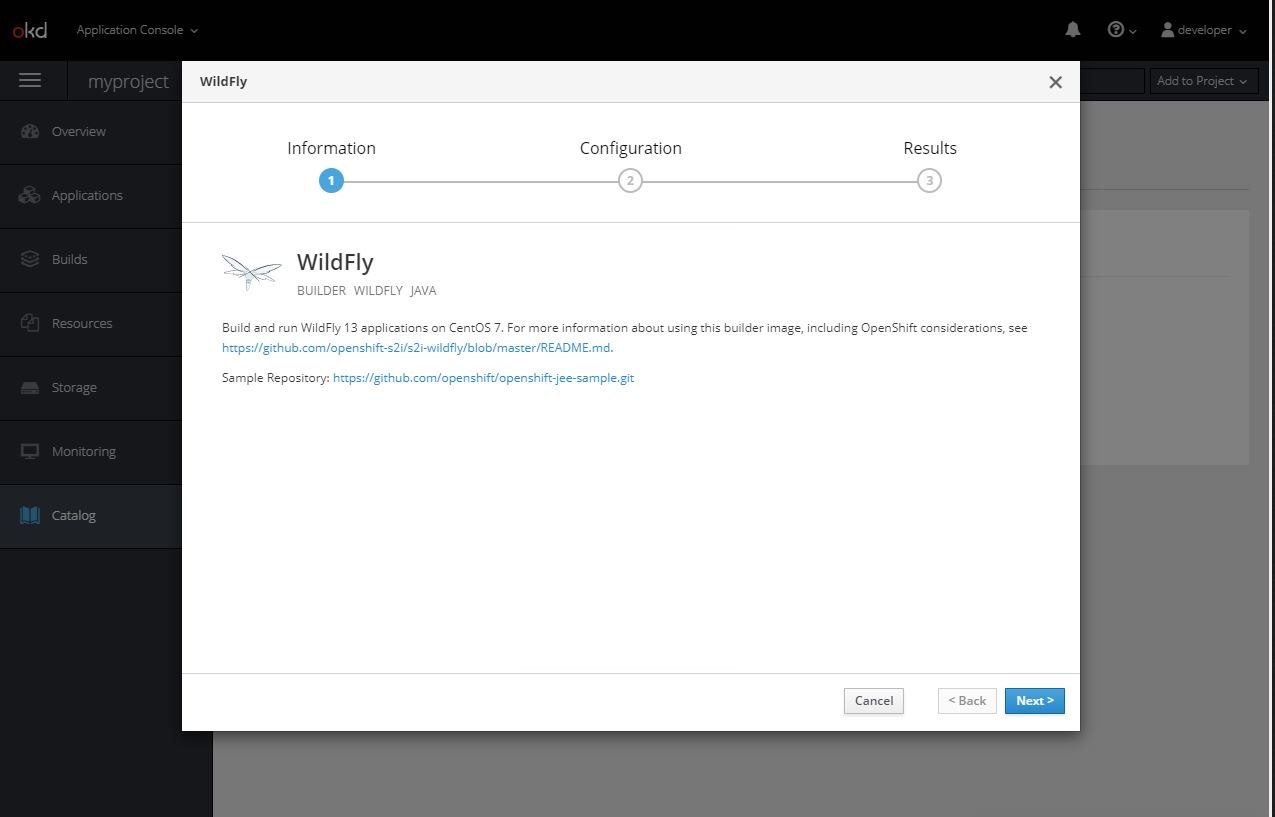 okd
Application Console
developer
myproject
Add to Project
WildFly
Overview
Applications
Builds
Resources
Storage
Monitoring
Catalog
Information
Configuration
Results
1
2
3
WildFly
BUILDER WILDFLY JAVA
Build and run WildFly 13 applications on CentOS 7. For more information about using this builder image, including OpenShift considerations, see
https://github.com/openshift-s2i/s2i-wildfly/blob/master/README.md.
Sample Repository: https://github.com/openshift/openshift-jee-sample.git
Cancel
< Back
Next >